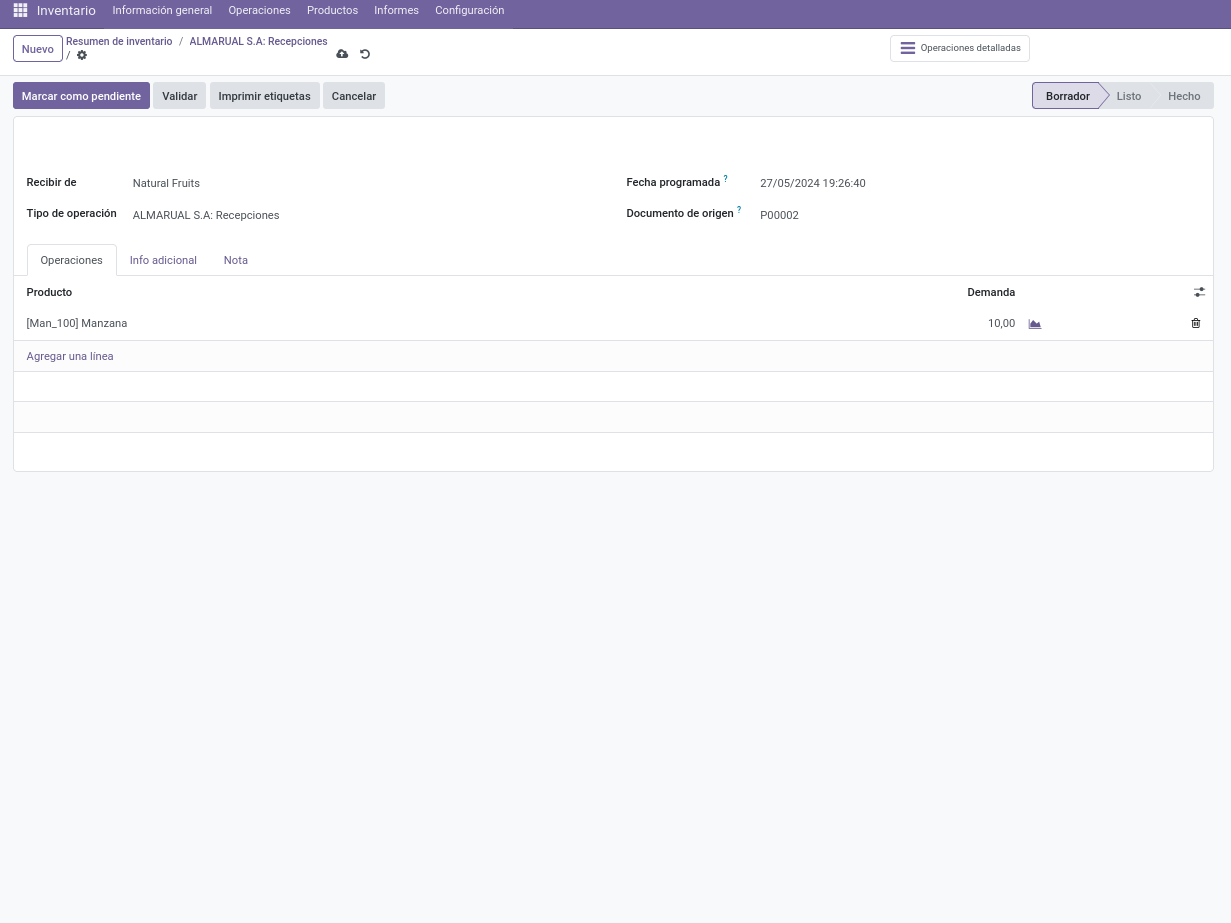 Inventario Información general Operaciones Productos Informes Configuración
Nuevo Resumen de inventario / ALMARUAL S.A: Recepciones
/
Operaciones detalladas
Marcar como pendiente Validar Imprimir etiquetas Cancelar Borrador Listo Hecho
Recibir de Natural Fruits Fecha programada ? 27/05/2024 19:26:40
Tipo de operación ALMARUAL S.A: Recepciones Documento de origen ? P00002
Operaciones Info adicional Nota
Producto Demanda
[Man_100] Manzana 10,00
Agregar una línea